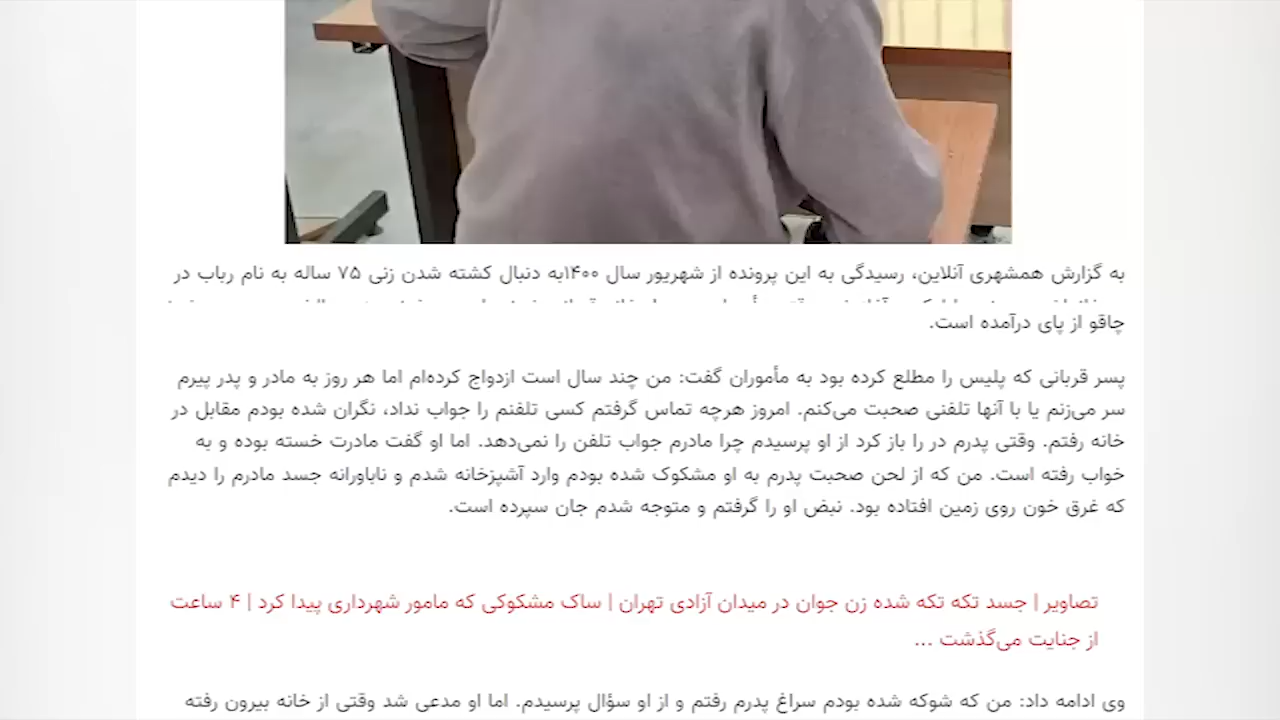 به گزارش همشهری آنلاین، رسیدگی به این پرونده از شهریور سال ۱۴۰۰به دنبال کشته شدن زنی ۷۵ ساله به نام رباب در
چاقو از پای درآمده است.
پسر قربانی که پلیس را مطلع کرده بود به مأموران گفت: من چند سال است ازدواج کرده‌ام اما هر روز به مادر و پدر پیرم
سر می‌زنم یا با آنها تلفنی صحبت می‌کنم. امروز هرچه تماس گرفتم کسی تلفنم را جواب نداد، نگران شده بودم مقابل در
خانه رفتم. وقتی پدرم در را باز کرد از او پرسیدم چرا مادرم جواب تلفن را نمی‌دهد. اما او گفت مادرت خسته بوده و به
خواب رفته است. من که از لحن صحبت پدرم به او مشکوک شده بودم وارد آشپزخانه شدم و ناباورانه جسد مادرم را دیدم
که غرق خون روی زمین افتاده بود. نبض او را گرفتم و متوجه شدم جان سپرده است.
تصاویر | جسد تکه تکه شده زن جوان در میدان آزادی تهران | ساک مشکوکی که مامور شهرداری پیدا کرد | ۴ ساعت
از جنایت می‌گذشت ...
وی ادامه داد: من که شوکه شده بودم سراغ پدرم رفتم و از او سؤال پرسیدم. اما او مدعی شد وقتی از خانه بیرون رفته